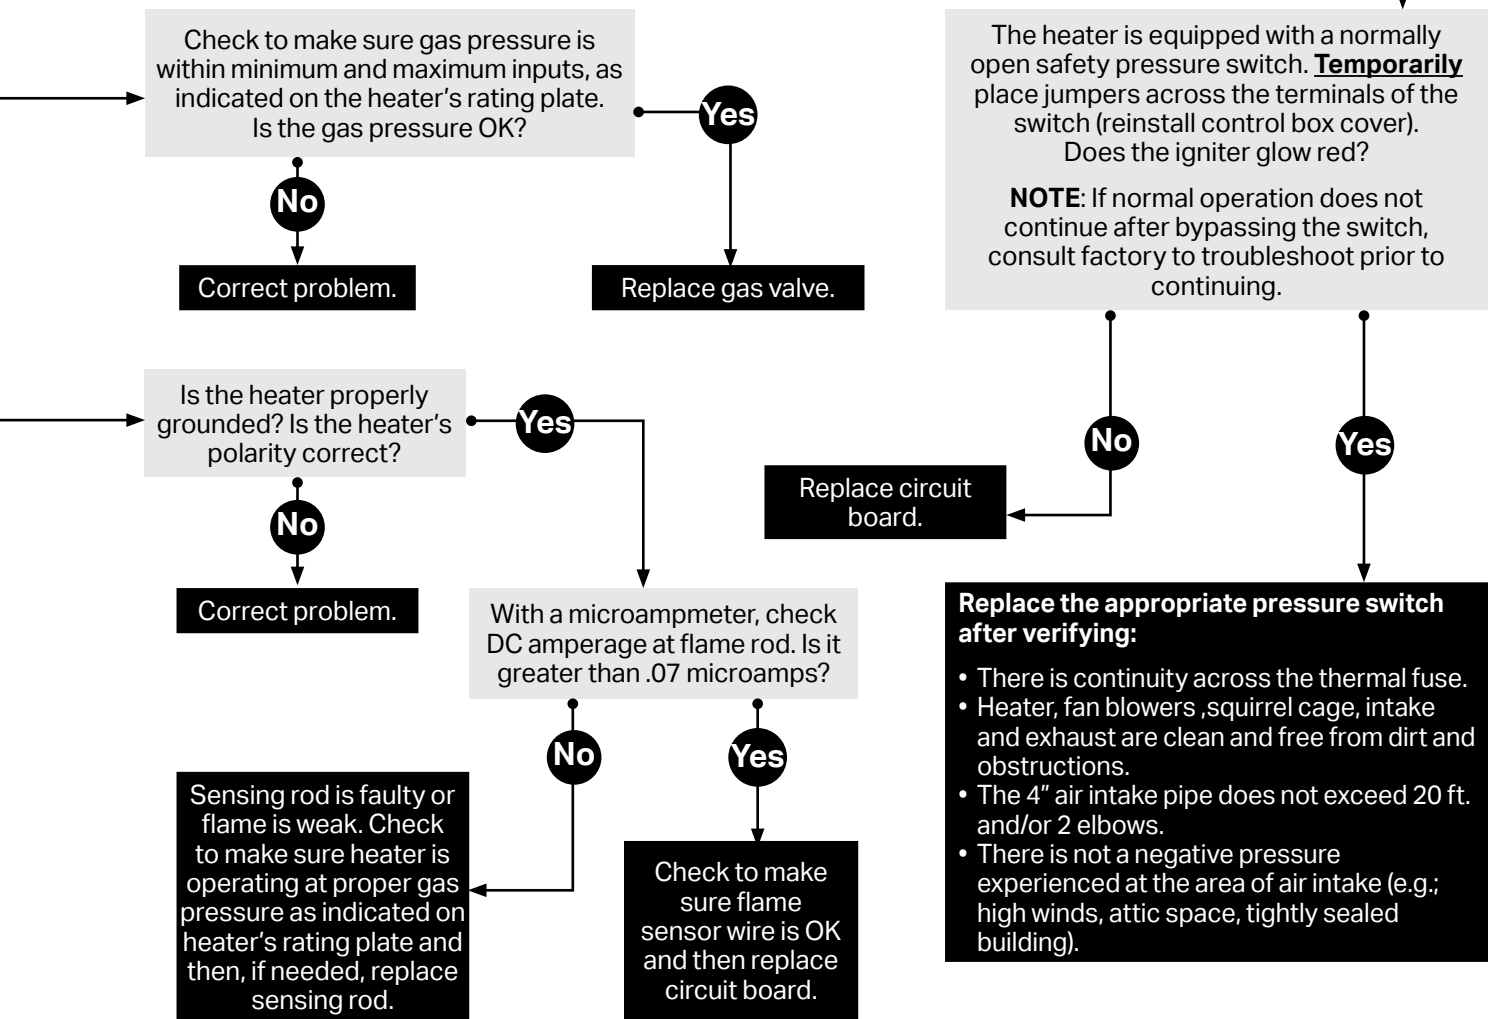 Check to make sure gas pressure is
within minimum and maximum inputs, as
indicated on the heater's rating plate.
Is the gas pressure OK?
Yes
No
Correct problem.
Replace gas valve.
Is the heater properly
grounded? Is the heater's
polarity correct?
Yes
No
Correct problem.
With a microampmeter, check
DC amperage at flame rod. Is it
greater than .07 microamps?
No
Yes
Sensing rod is faulty or
flame is weak. Check
to make sure heater is
operating at proper gas
pressure as indicated on
heater's rating plate and
then, if needed, replace
sensing rod.
Check to make
sure flame
sensor wire is OK
and then replace
circuit board.
The heater is equipped with a normally
open safety pressure switch. Temporarily
place jumpers across the terminals of the
switch (reinstall control box cover).
Does the igniter glow red?
NOTE: If normal operation does not
continue after bypassing the switch,
consult factory to troubleshoot prior to
continuing.
No
Yes
Replace circuit
board.
Replace the appropriate pressure switch
after verifying:
• There is continuity across the thermal fuse.
• Heater, fan blowers ,squirrel cage, intake
and exhaust are clean and free from dirt and
obstructions.
• The 4″ air intake pipe does not exceed 20 ft.
and/or 2 elbows.
• There is not a negative pressure
experienced at the area of air intake (e.g.;
high winds, attic space, tightly sealed
building).